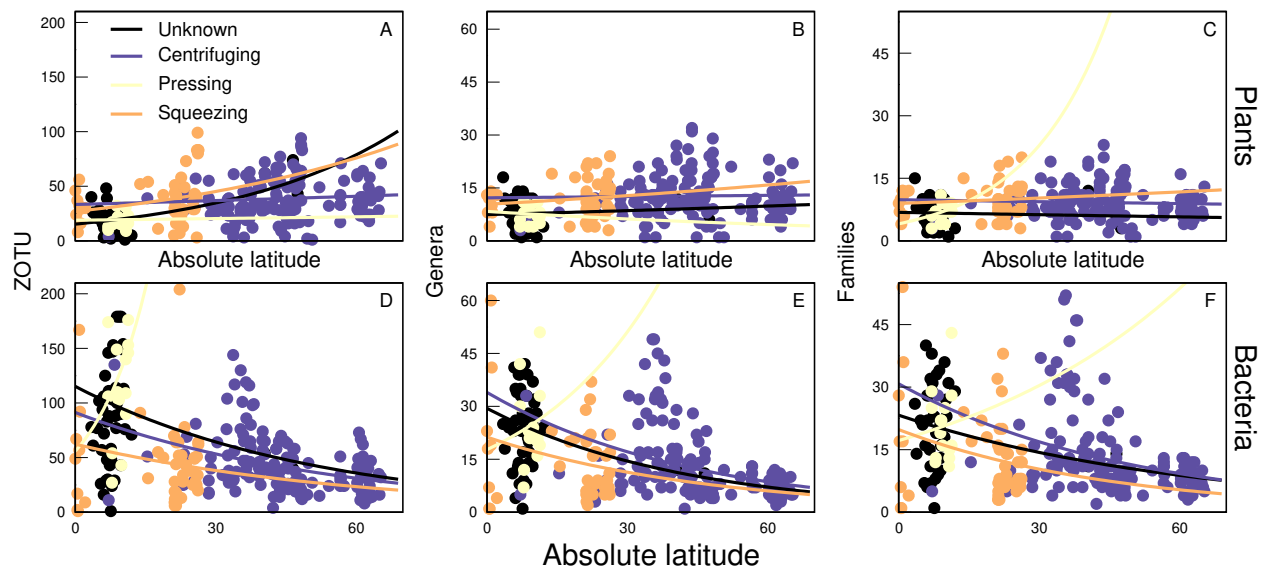 200
150
100
50
0
ZOTU
Unknown
Centrifuging
Pressing
Squeezing
A
Absolute latitude
60
45
30
15
0
Genera
B
Absolute latitude
45
30
15
0
Families
C
Absolute latitude
Plants
200
150
100
50
0
D
0 30 60
60
45
30
15
0
E
0 30 60
45
30
15
0
F
0 30 60
Bacteria
Absolute latitude